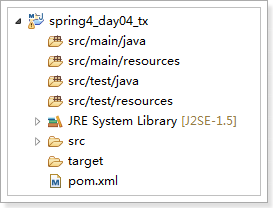 spring4_day04_tx
src/main/java
src/main/resources
src/test/java
src/test/resources
JRE System Library [J2SE-1.5]
src
target
pom.xml